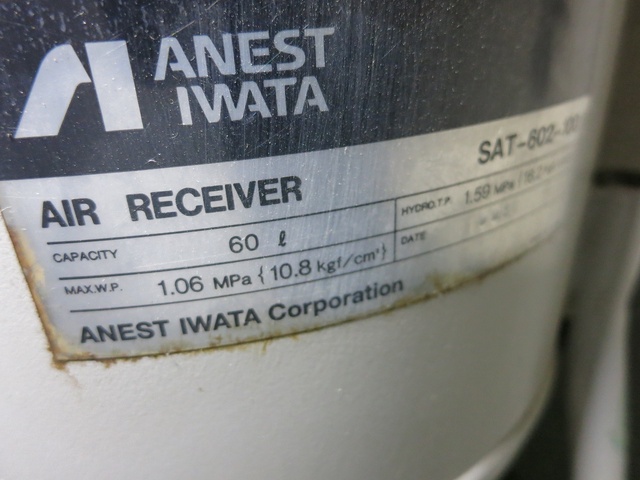 ANEST
IWATA
SAT-602-
AIR RECEIVER
CAPACITY 60 ℓ
HYDRO.T.P. 1.59 MPa
MAX.W.P. 1.06 MPa {10.8 kgf/cm²}
DATE
ANEST IWATA Corporation